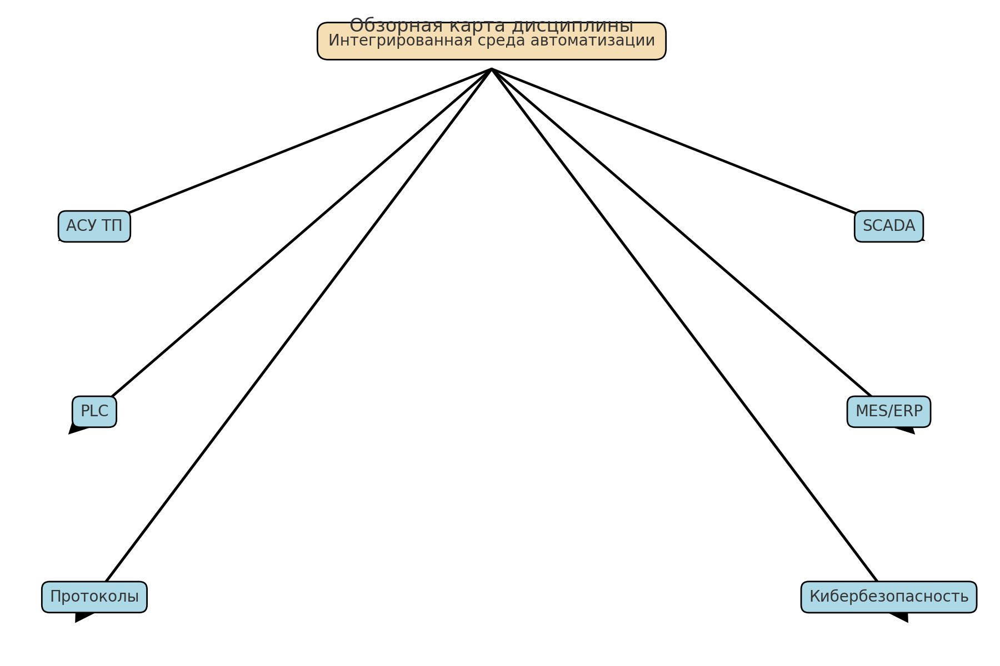 Обзорная карта дисциплины
Интегрированная среда автоматизации
АСУ ТП
SCADA
PLC
MES/ERP
Протоколы
Кибербезопасность